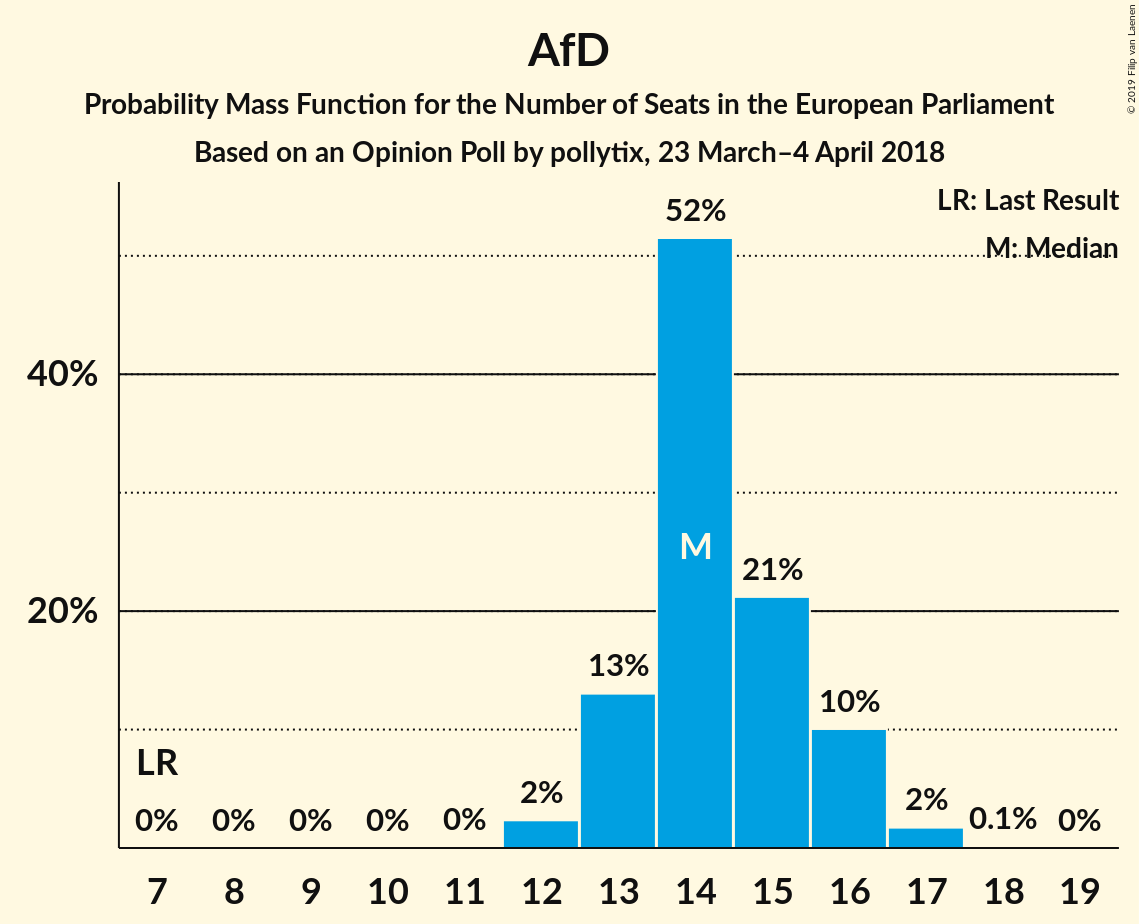 AfD
Probability Mass Function for the Number of Seats in the European Parliament
Based on an Opinion Poll by pollytix, 23 March–4 April 2018
© 2019 Filip van Laenen
LR: Last Result
M: Median
40%
20%
LR
M
0% 0% 0% 0% 0% 2% 13% 52% 21% 10% 2% 0.1% 0%
7 8 9 10 11 12 13 14 15 16 17 18 19